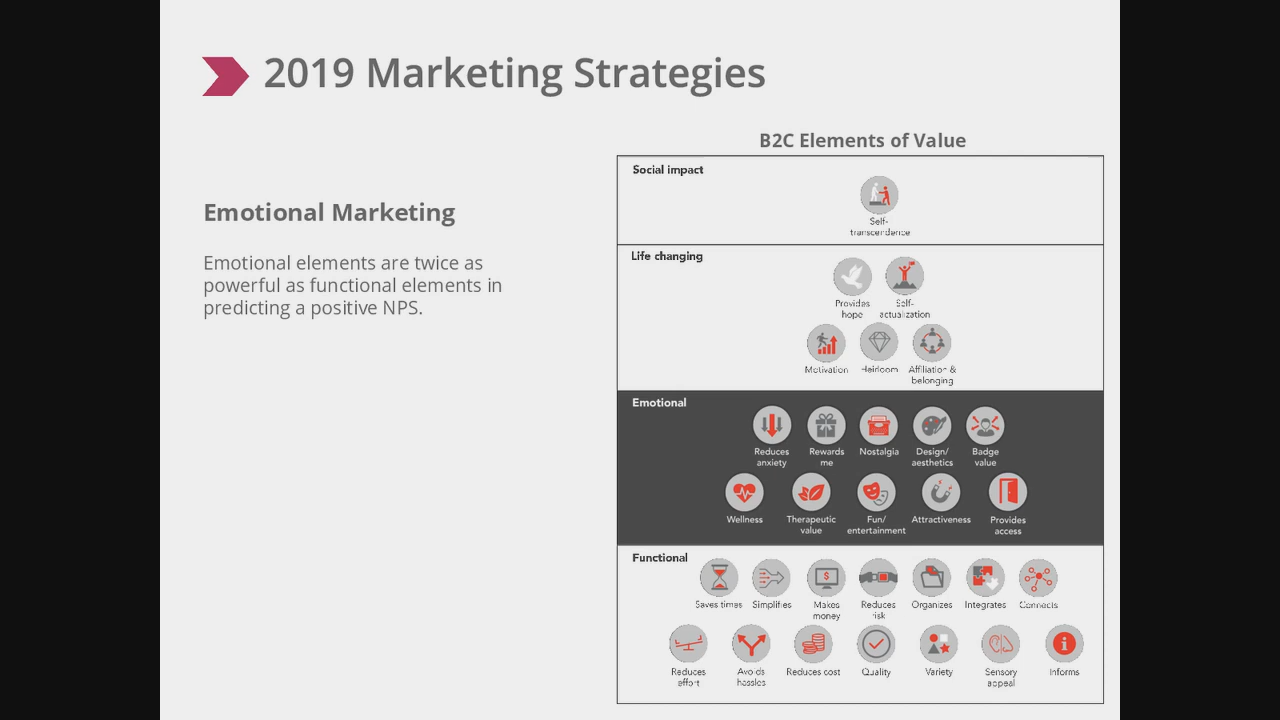 2019 Marketing Strategies
Emotional Marketing
Emotional elements are twice as
powerful as functional elements in
predicting a positive NPS.
B2C Elements of Value
Social impact
Self-
transcendence
Life changing
Provides
hope
Self-
actualization
Motivation
Heirloom
Affiliation &
belonging
Emotional
Reduces
anxiety
Rewards
me
Nostalgia
Design/
aesthetics
Badge
value
Wellness
Therapeutic
value
Fun/
entertainment
Attractiveness
Provides
access
Functional
Saves times
Simplifies
$
Makes
money
Reduces
risk
Organizes
Integrates
Connects
Reduces
effort
Avoids
hassles
Reduces cost
Quality
Variety
Sensory
appeal
i
Informs